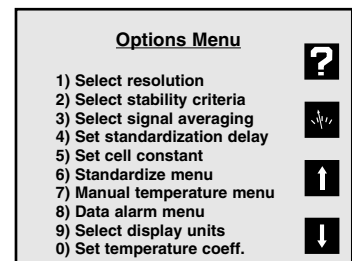 Options Menu
?
1) Select resolution
2) Select stability criteria
3) Select signal averaging
4) Set standardization delay
5) Set cell constant
6) Standardize menu
7) Manual temperature menu
8) Data alarm menu
9) Select display units
0) Set temperature coeff.